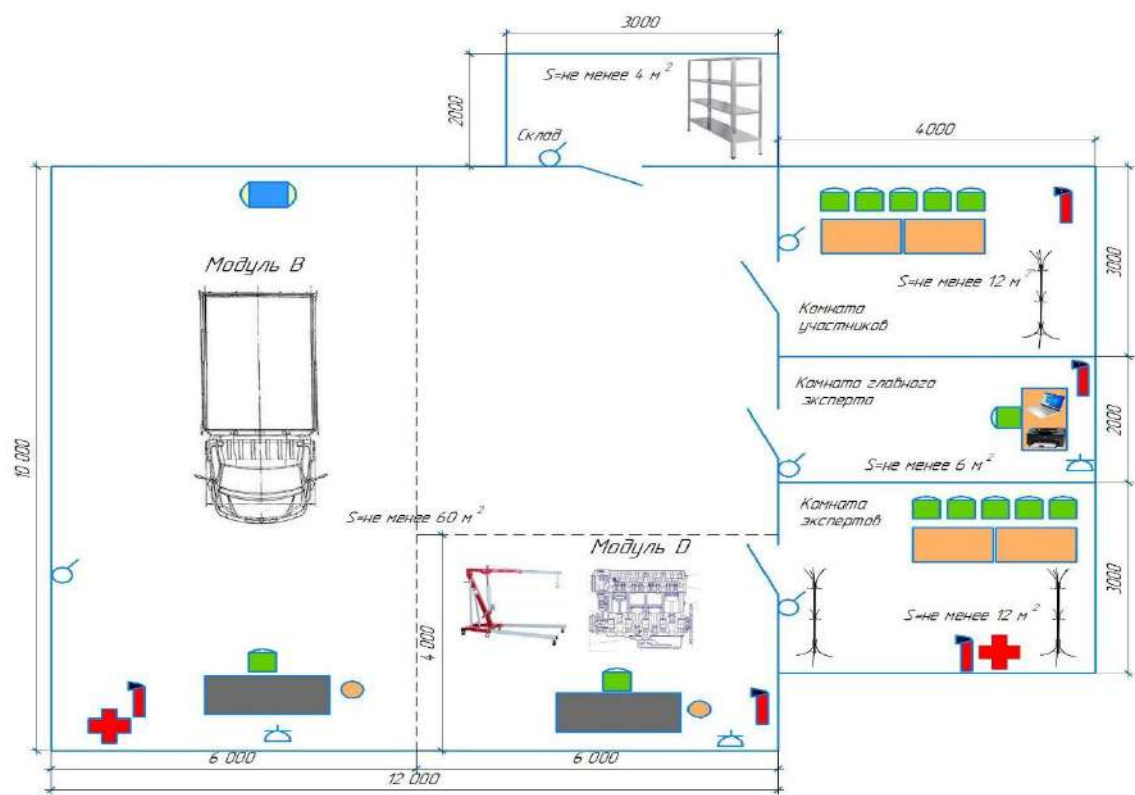 3000
S=не менее 4 м²
2000
Склад
4000
Модуль В
S=не менее 12 м²
3000
Комната
участников
Комната главного
эксперта
2000
S=не менее 6 м²
10 000
Комната
экспертов
S=не менее 60 м²
Модуль D
S=не менее 12 м²
3000
4 000
6 000
6 000
12 000